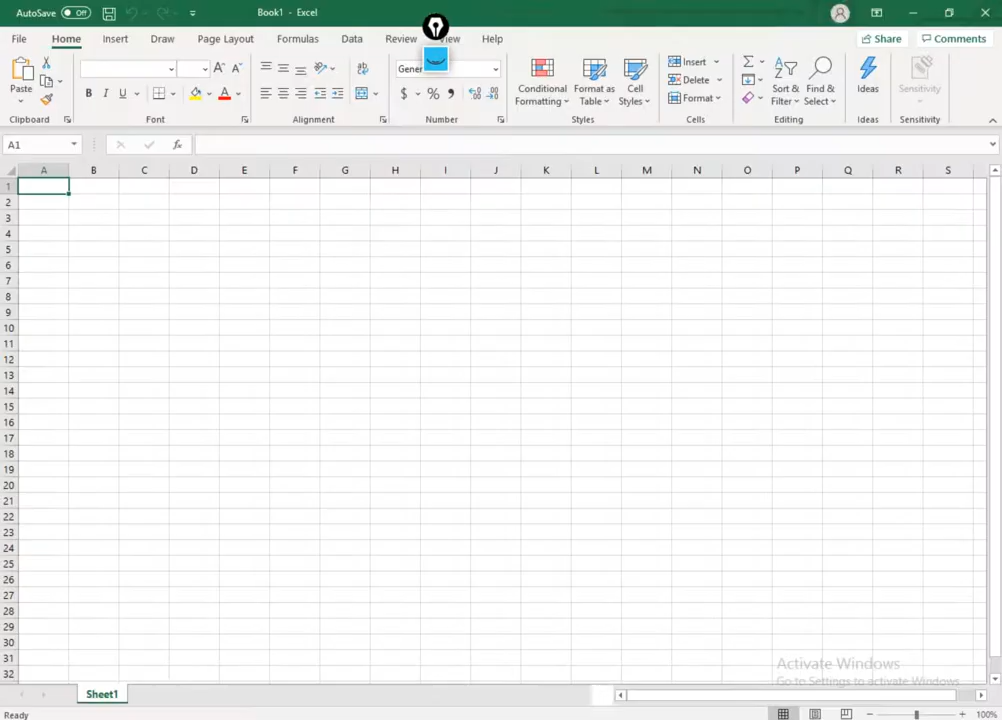 AutoSave Off Book1 - Excel
File Home Insert Draw Page Layout Formulas Data Review View Help Share Comments
Paste
B I U A
Gener
$ % ,
Conditional Formatting
Format as Table
Cell Styles
Insert
Delete
Format
Sort & Filter
Find & Select
Ideas
Sensitivity
Clipboard Font Alignment Number Styles Cells Editing Ideas Sensitivity
A1 fx
A B C D E F G H I J K L M N O P Q R S
1
2
3
4
5
6
7
8
9
10
11
12
13
14
15
16
17
18
19
20
21
22
23
24
25
26
27
28
29
30
31
32
Activate Windows
Go to Settings to activate Windows.
Sheet1
Ready 100%